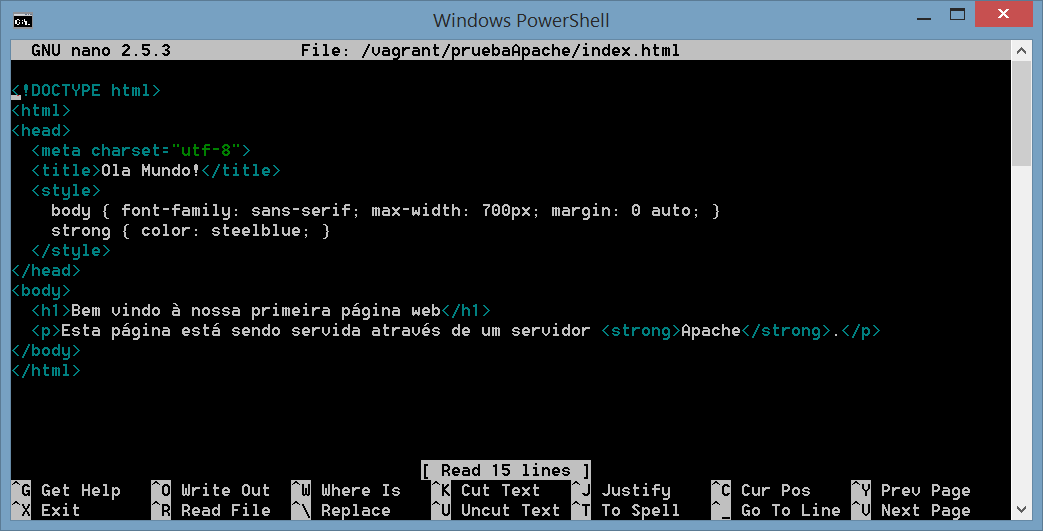 Windows PowerShell
GNU nano 2.5.3 File: /vagrant/pruebaApache/index.html
<!DOCTYPE html>
<html>
<head>
  <meta charset="utf-8">
  <title>Ola Mundo!</title>
  <style>
    body { font-family: sans-serif; max-width: 700px; margin: 0 auto; }
    strong { color: steelblue; }
  </style>
</head>
<body>
  <h1>Bem vindo à nossa primeira página web</h1>
  <p>Esta página está sendo servida através de um servidor <strong>Apache</strong>.</p>
</body>
</html>
[ Read 15 lines ]
^G Get Help ^O Write Out ^W Where Is ^K Cut Text ^J Justify ^C Cur Pos ^Y Prev Page
^X Exit ^R Read File ^\ Replace ^U Uncut Text ^T To Spell ^_ Go To Line ^V Next Page